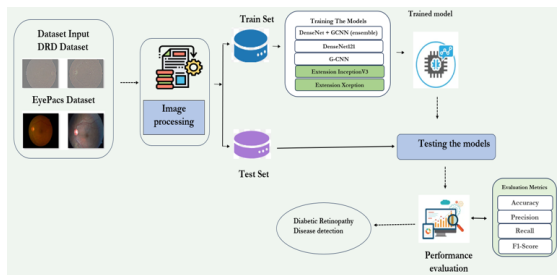 Dataset Input
DRD Dataset
EyePacs Dataset
Image
processing
Train Set
Test Set
Training The Models
DenseNet + GCNN (ensemble)
DenseNet121
G-CNN
Extension InceptionV3
Extension Xception
Trained model
Testing the models
Evaluation Metrics
Accuracy
Precision
Recall
F1-Score
Performance
evaluation
Diabetic Retinopathy
Disease detection